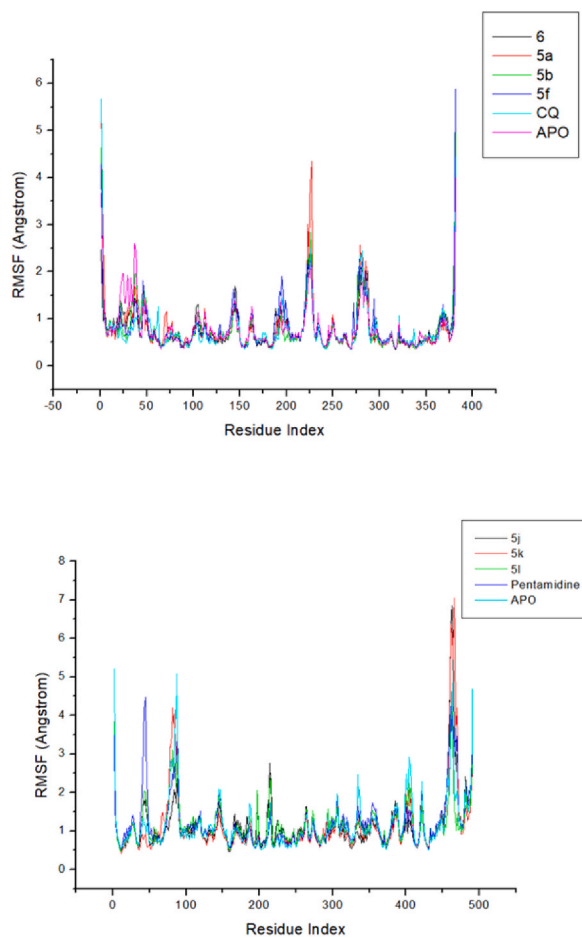 6
5a
5b
5f
CQ
APO
RMSF (Angstrom)
6
5
4
3
2
1
0
-50 0 50 100 150 200 250 300 350 400
Residue Index
5j
5k
5l
Pentamidine
APO
RMSF (Angstrom)
8
7
6
5
4
3
2
1
0
0 100 200 300 400 500
Residue Index